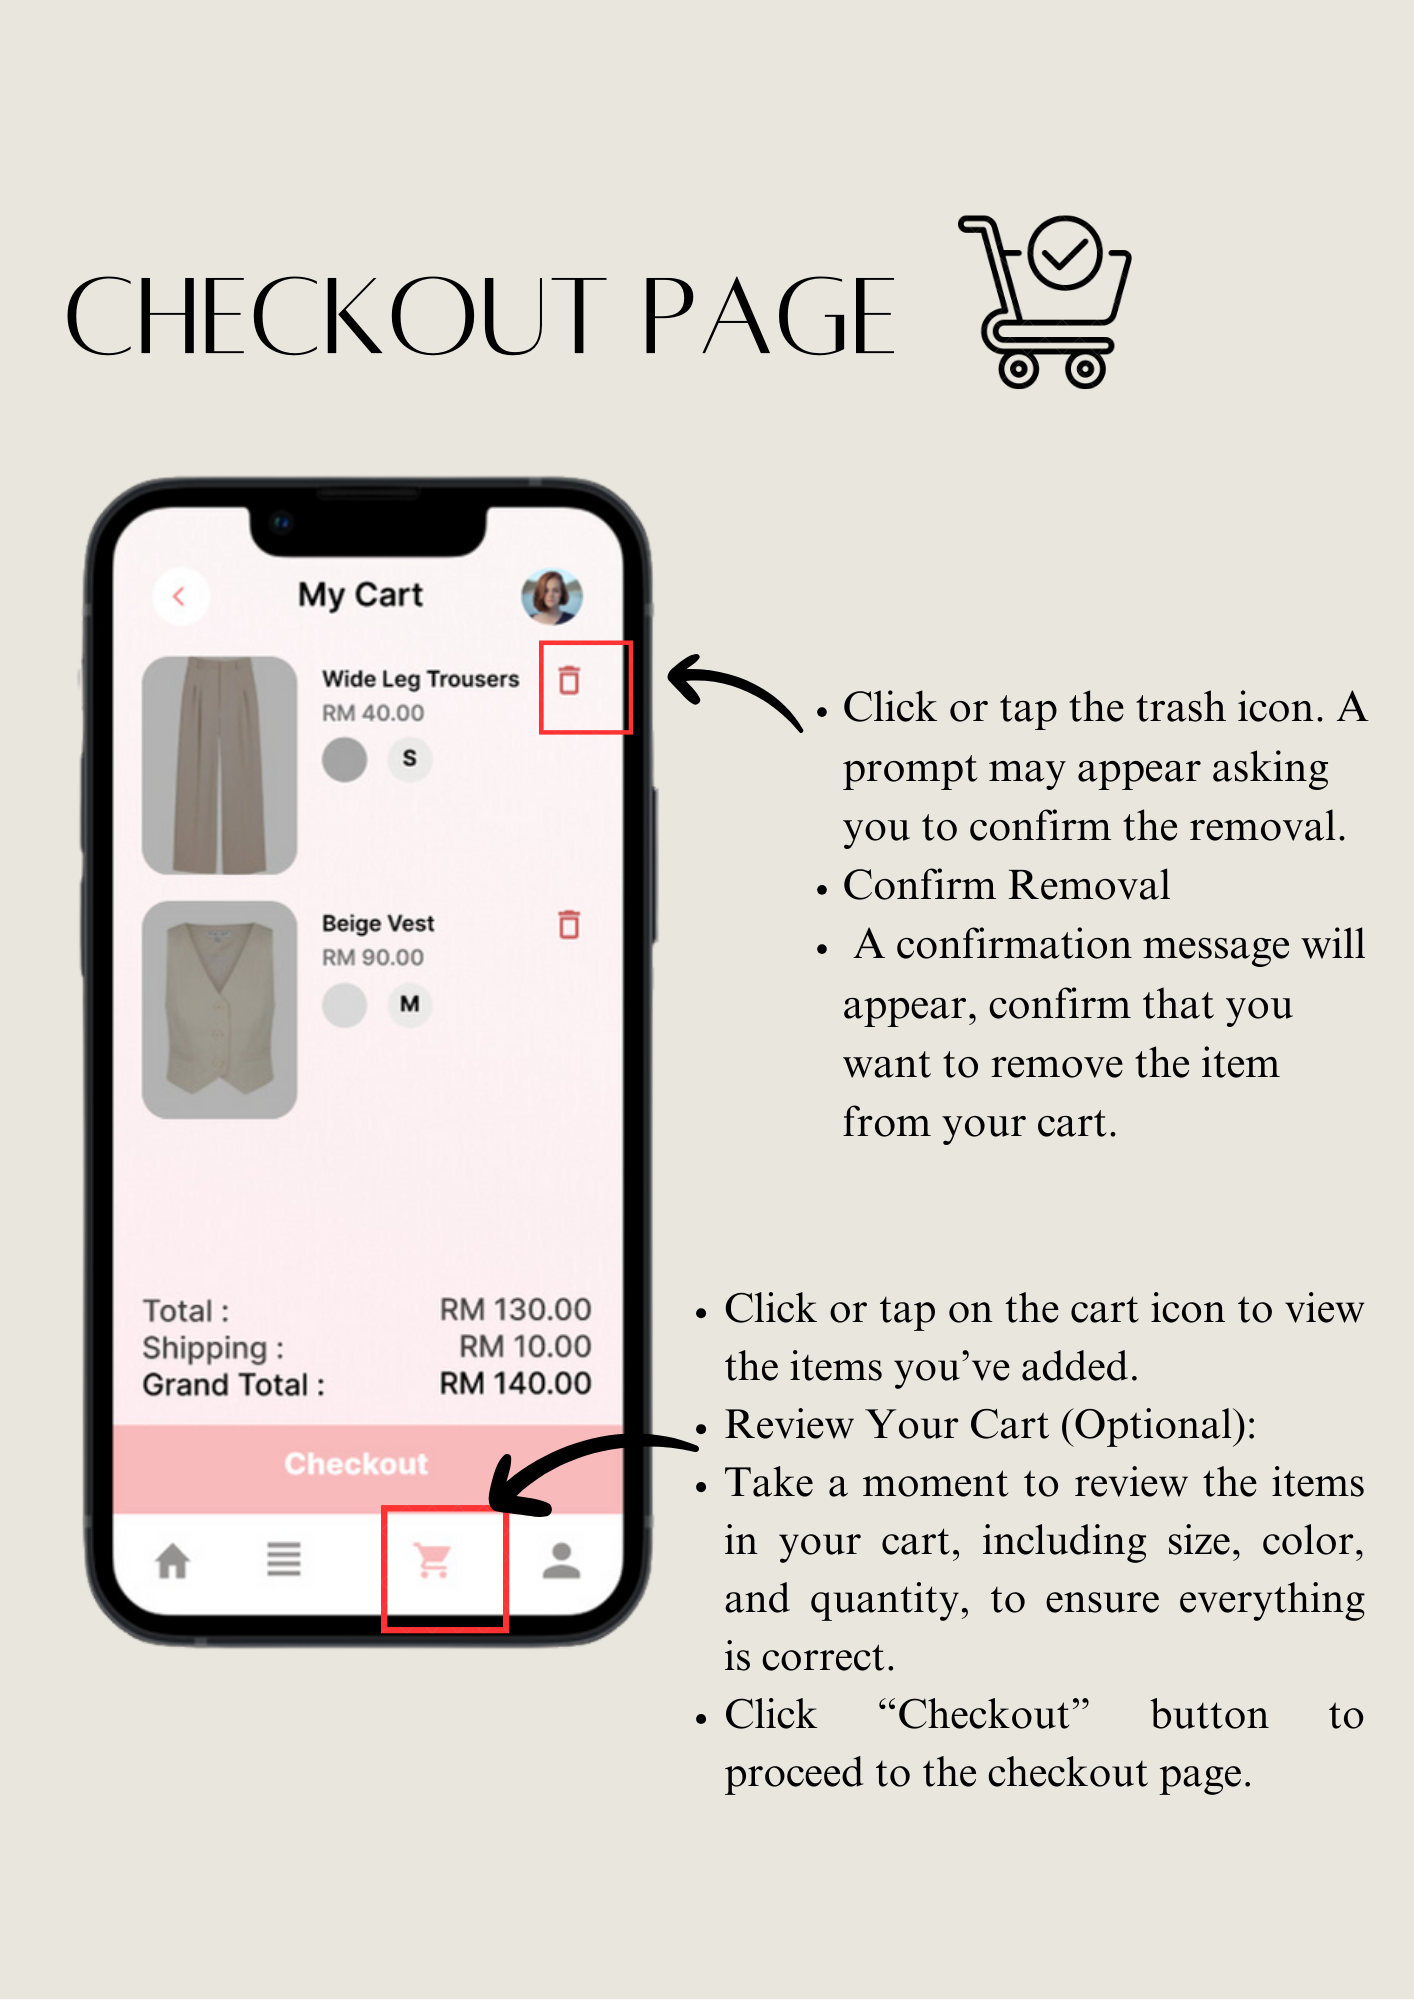 CHECKOUT PAGE
My Cart
Wide Leg Trousers
RM 40.00
S
Beige Vest
RM 90.00
M
Total :
RM 130.00
Shipping :
RM 10.00
Grand Total :
RM 140.00
Checkout
• Click or tap the trash icon. A
prompt may appear asking
you to confirm the removal.
• Confirm Removal
• A confirmation message will
appear, confirm that you
want to remove the item
from your cart.
• Click or tap on the cart icon to view
the items you’ve added.
• Review Your Cart (Optional):
• Take a moment to review the items
in your cart, including size, color,
and quantity, to ensure everything
is correct.
• Click “Checkout” button to
proceed to the checkout page.